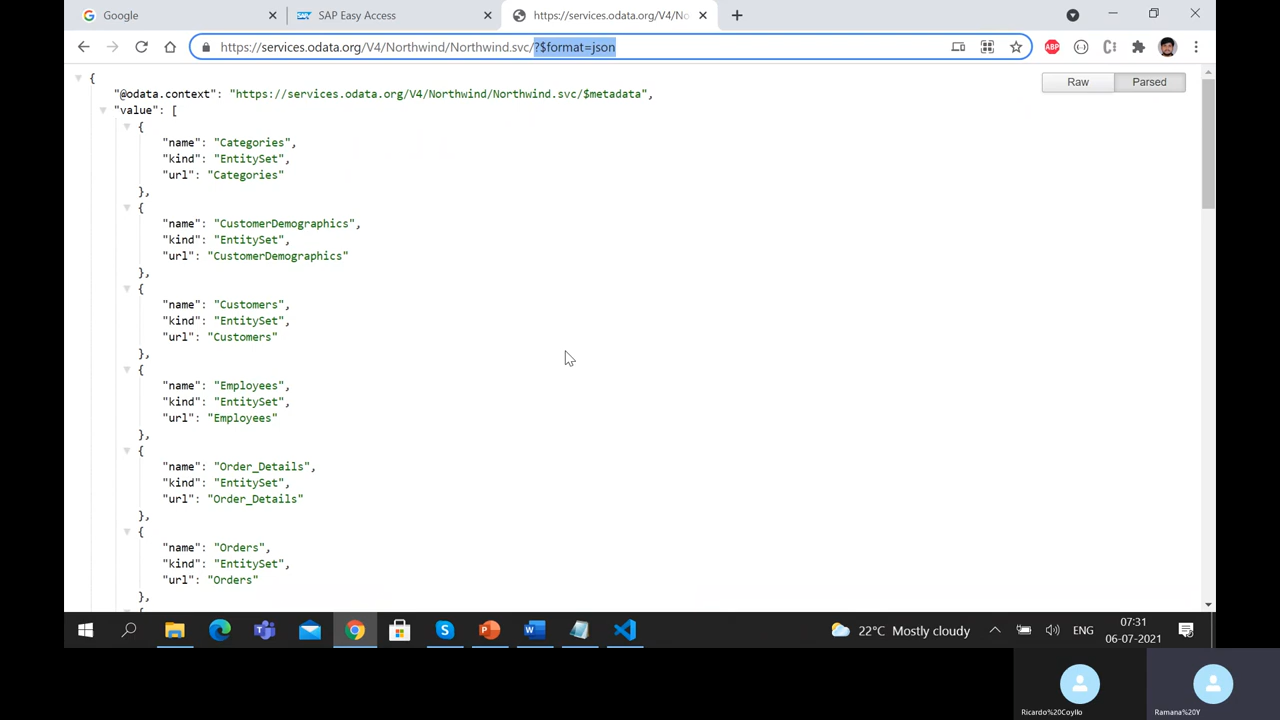 Google
SAP Easy Access
https://services.odata.org/V4/No
https://services.odata.org/V4/Northwind/Northwind.svc/?$format=json
ABP
Raw
Parsed
{
"@odata.context": "https://services.odata.org/V4/Northwind/Northwind.svc/$metadata",
"value": [
{
"name": "Categories",
"kind": "EntitySet",
"url": "Categories"
},
{
"name": "CustomerDemographics",
"kind": "EntitySet",
"url": "CustomerDemographics"
},
{
"name": "Customers",
"kind": "EntitySet",
"url": "Customers"
},
{
"name": "Employees",
"kind": "EntitySet",
"url": "Employees"
},
{
"name": "Order_Details",
"kind": "EntitySet",
"url": "Order_Details"
},
{
"name": "Orders",
"kind": "EntitySet",
"url": "Orders"
},
22°C Mostly cloudy
ENG
07:31
06-07-2021
Ricardo%20Coyllo
Ramana%20Y